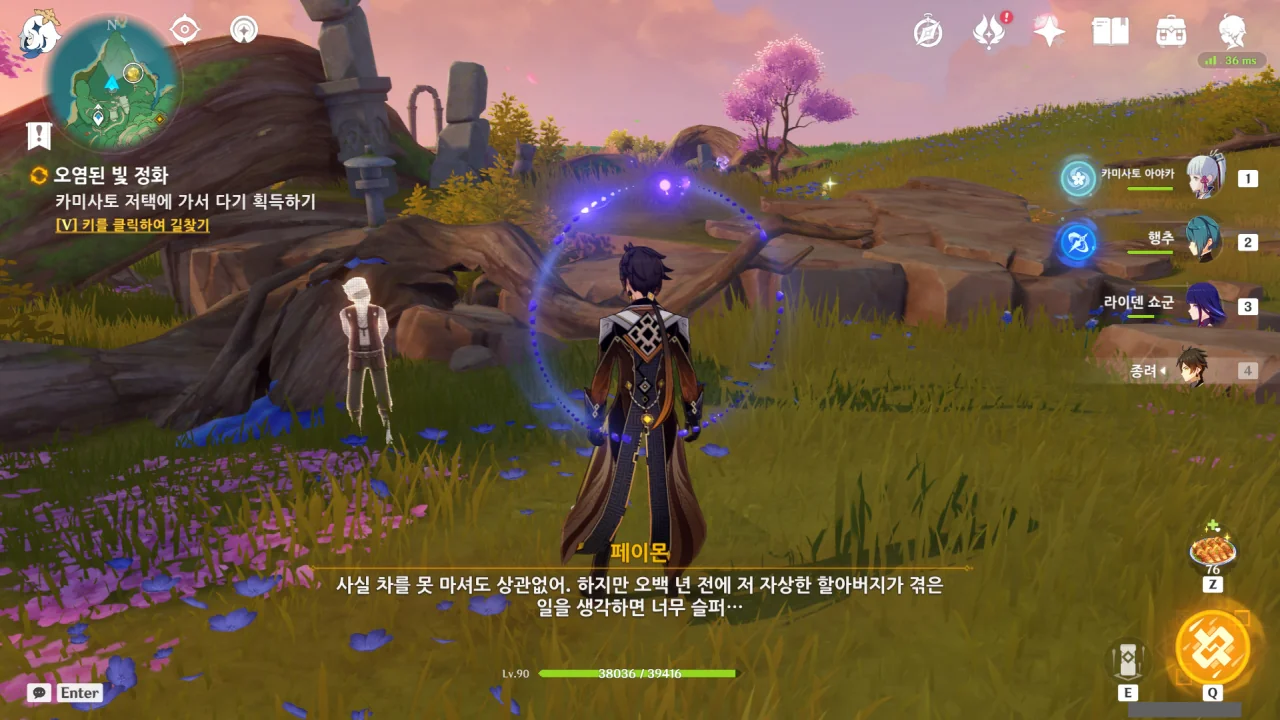 N
36 ms
오염된 빛 정화
카미사토 저택에 가서 다기 획득하기
[V] 키를 클릭하여 길찾기
카미사토 아야카
1
행추
2
라이덴 쇼군
3
종려
4
페이몬
사실 차를 못 마셔도 상관없어. 하지만 오백 년 전에 저 자상한 할아버지가 겪은
일을 생각하면 너무 슬퍼…
76
Z
Lv.90
38036 / 39416
Enter
E
Q